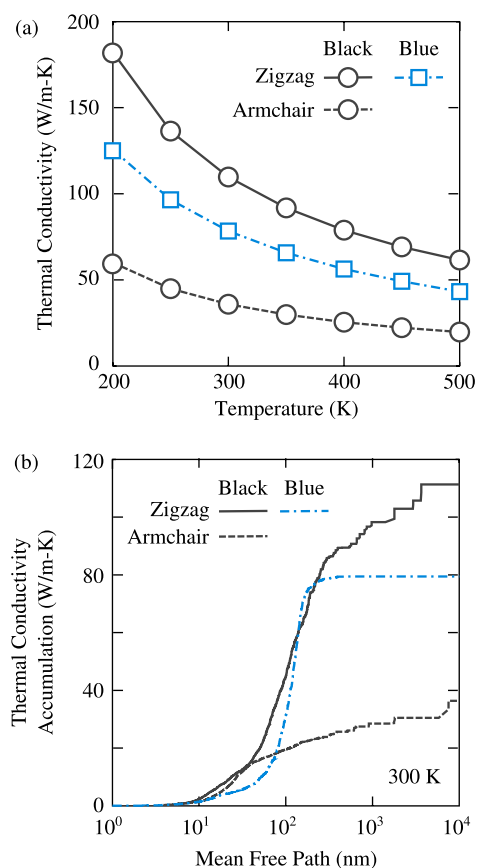 (a)
200
150
100
50
0
Thermal Conductivity (W/m-K)
Black Blue
Zigzag
Armchair
200 300 400 500
Temperature (K)
(b)
120
80
40
0
Thermal Conductivity
Accumulation (W/m-K)
Black Blue
Zigzag
Armchair
300 K
10^0 10^1 10^2 10^3 10^4
Mean Free Path (nm)